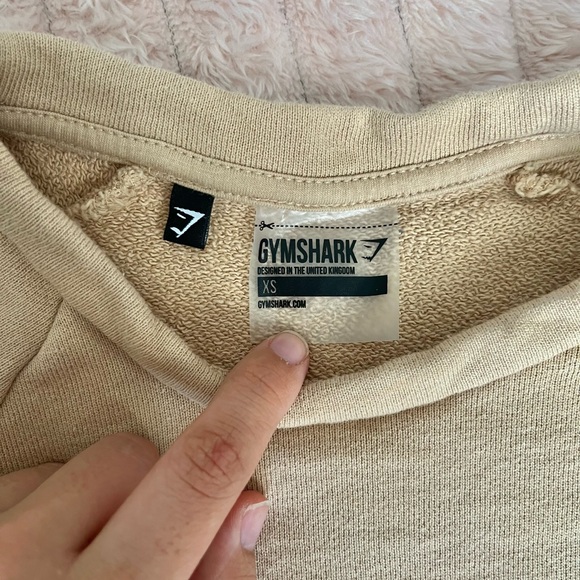 GYMSHARK
DESIGNED IN THE UNITED KINGDOM
XS
GYMSHARK.COM